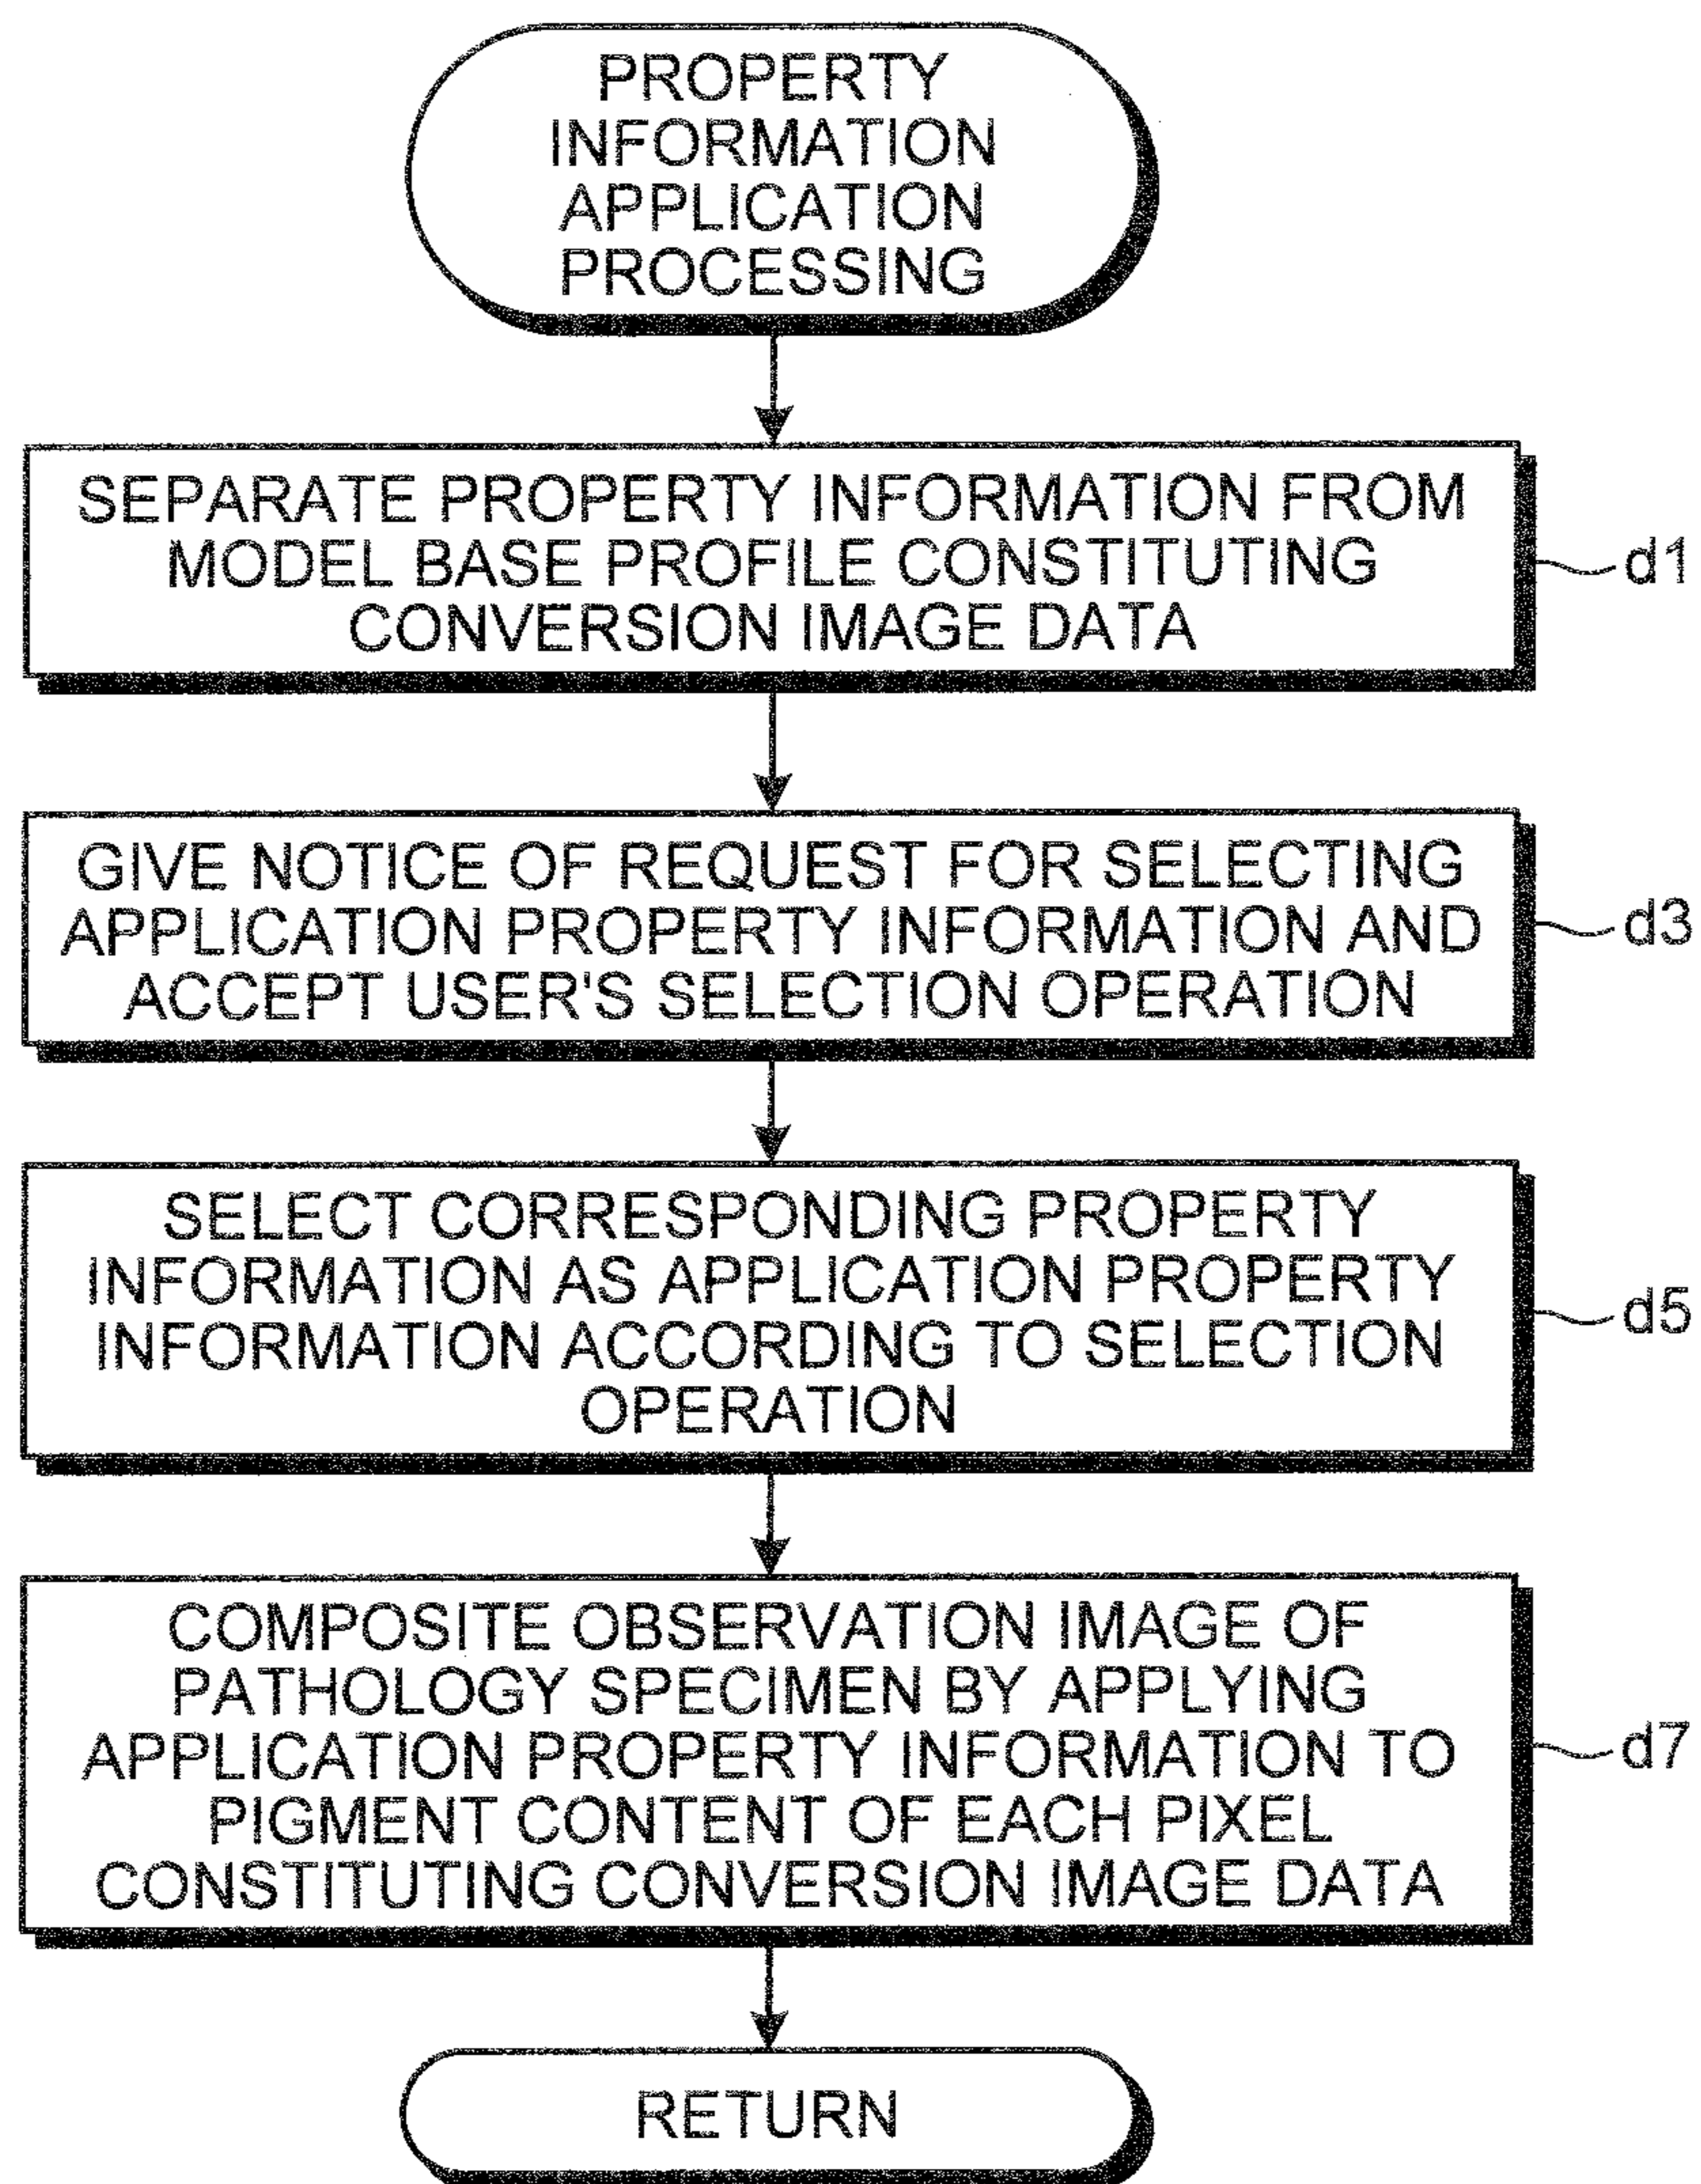 PROPERTY
INFORMATION
APPLICATION
PROCESSING
SEPARATE PROPERTY INFORMATION FROM
MODEL BASE PROFILE CONSTITUTING
CONVERSION IMAGE DATA
d1
GIVE NOTICE OF REQUEST FOR SELECTING
APPLICATION PROPERTY INFORMATION AND
ACCEPT USER'S SELECTION OPERATION
d3
SELECT CORRESPONDING PROPERTY
INFORMATION AS APPLICATION PROPERTY
INFORMATION ACCORDING TO SELECTION
OPERATION
d5
COMPOSITE OBSERVATION IMAGE OF
PATHOLOGY SPECIMEN BY APPLYING
APPLICATION PROPERTY INFORMATION TO
PIGMENT CONTENT OF EACH PIXEL
CONSTITUTING CONVERSION IMAGE DATA
d7
RETURN